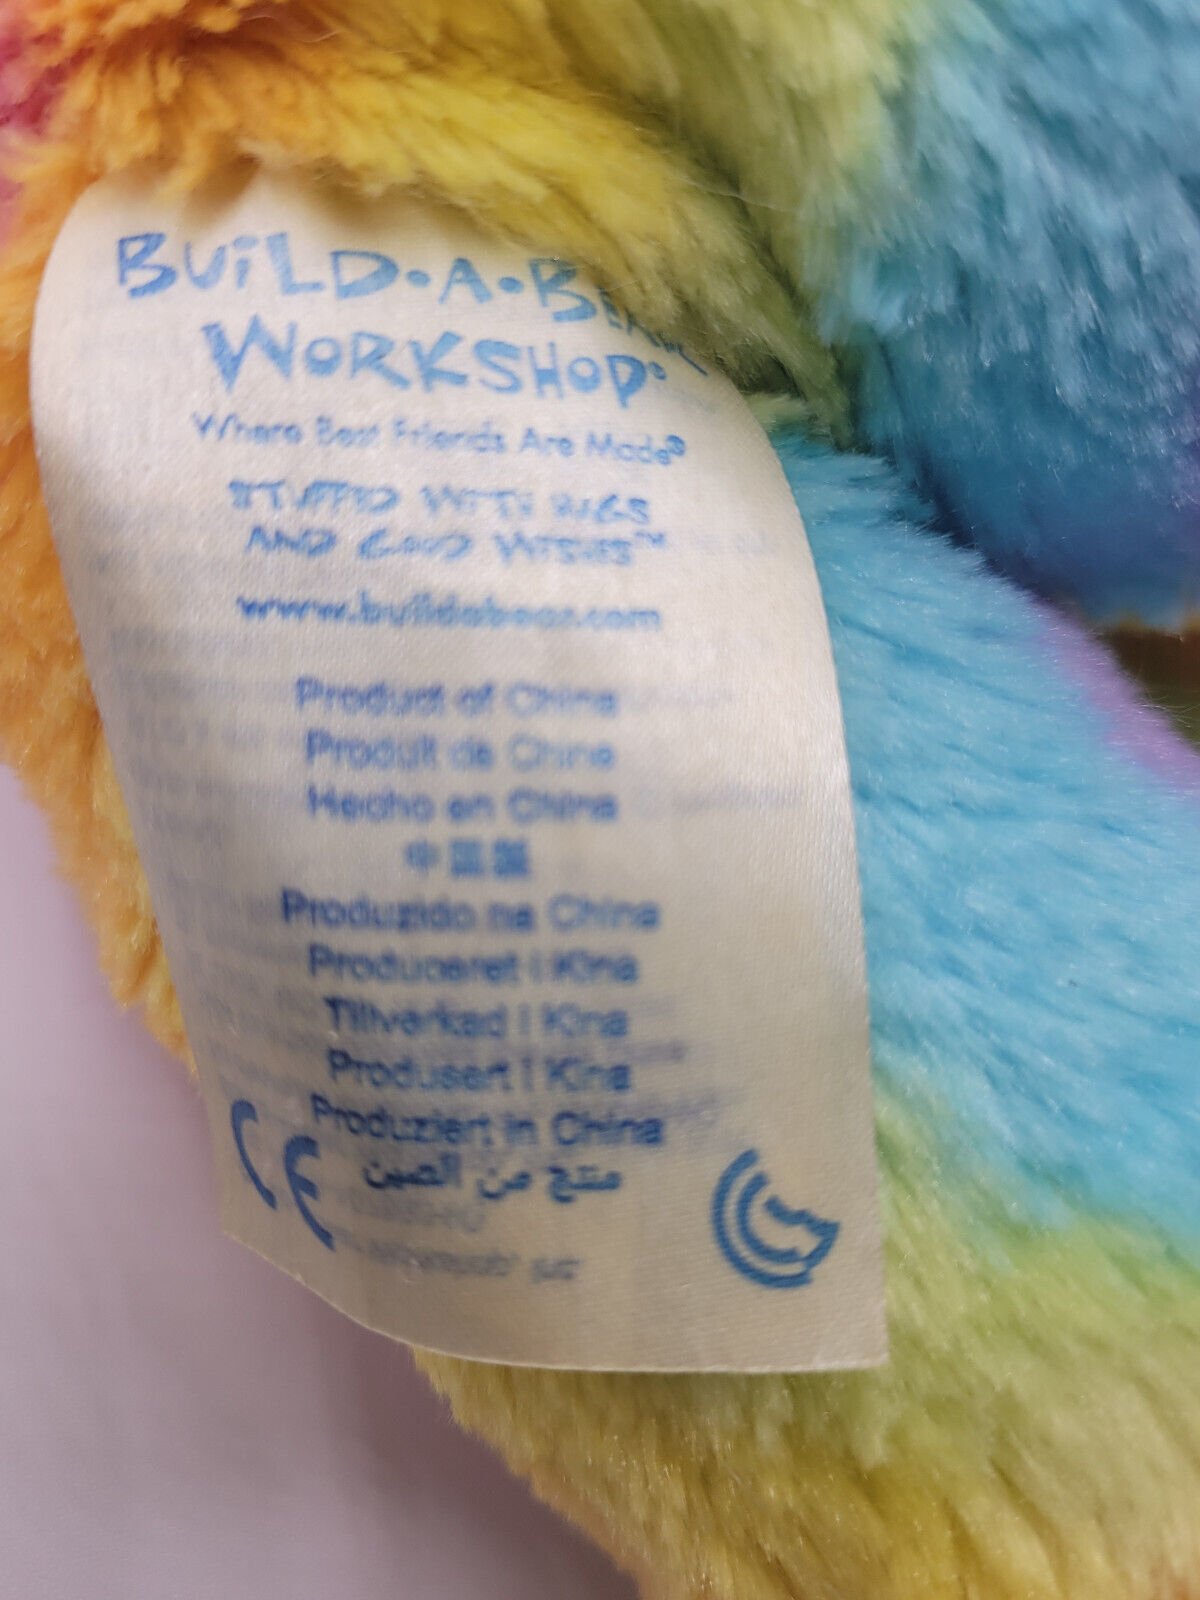 BUiLD•A•BEAR
WORKSHOP®
Where Best Friends Are Made®
STUFFED WITH HUGS
AND GOOD WISHES™
www.buildabear.com
Product of China
Produit de Chine
Hecho en China
中国製
Produzido na China
Produceret i Kina
Tillverkad i Kina
Produsert i Kina
Produziert in China
منتج من الصين
CE